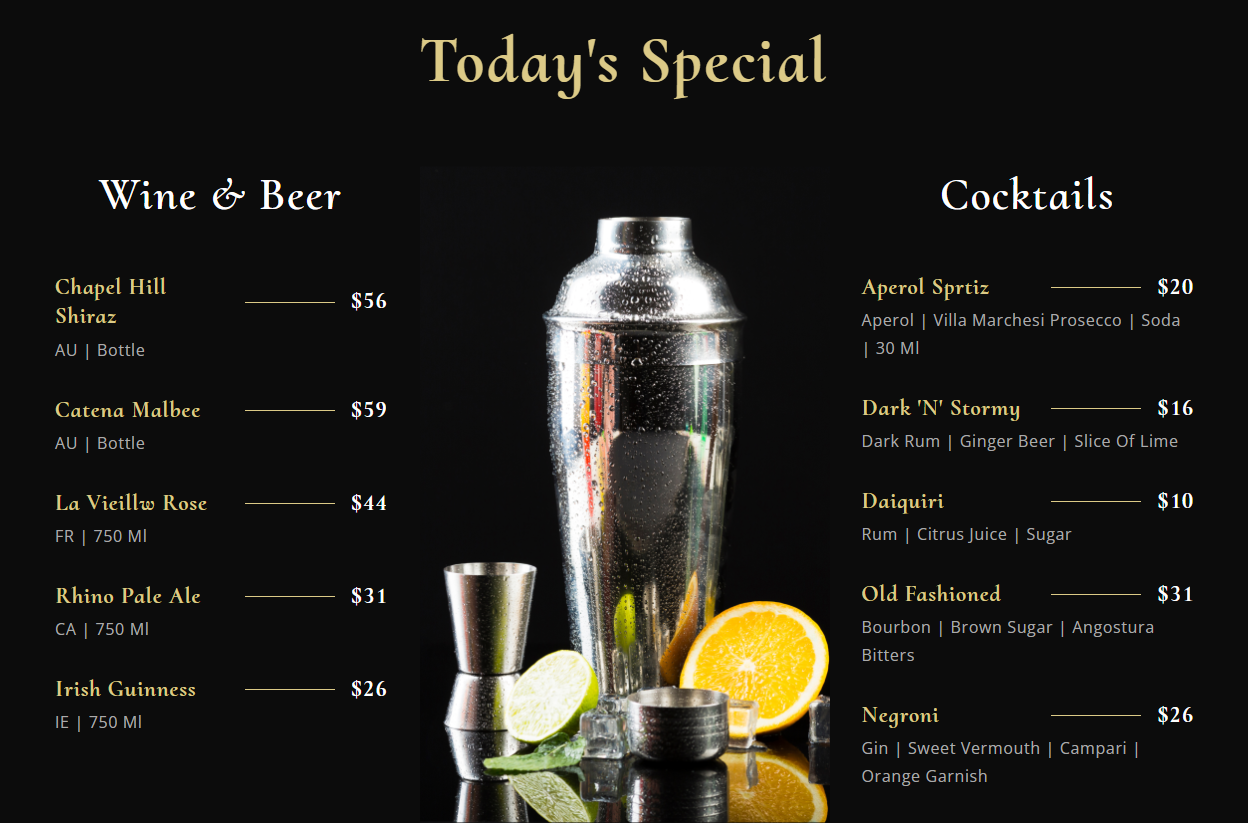 Today's Special
Wine & Beer
Chapel Hill
Shiraz
$56
AU | Bottle
Catena Malbee
$59
AU | Bottle
La Vieillw Rose
$44
FR | 750 Ml
Rhino Pale Ale
$31
CA | 750 Ml
Irish Guinness
$26
IE | 750 Ml
Cocktails
Aperol Sprtiz
$20
Aperol | Villa Marchesi Prosecco | Soda
| 30 Ml
Dark 'N' Stormy
$16
Dark Rum | Ginger Beer | Slice Of Lime
Daiquiri
$10
Rum | Citrus Juice | Sugar
Old Fashioned
$31
Bourbon | Brown Sugar | Angostura
Bitters
Negroni
$26
Gin | Sweet Vermouth | Campari |
Orange Garnish